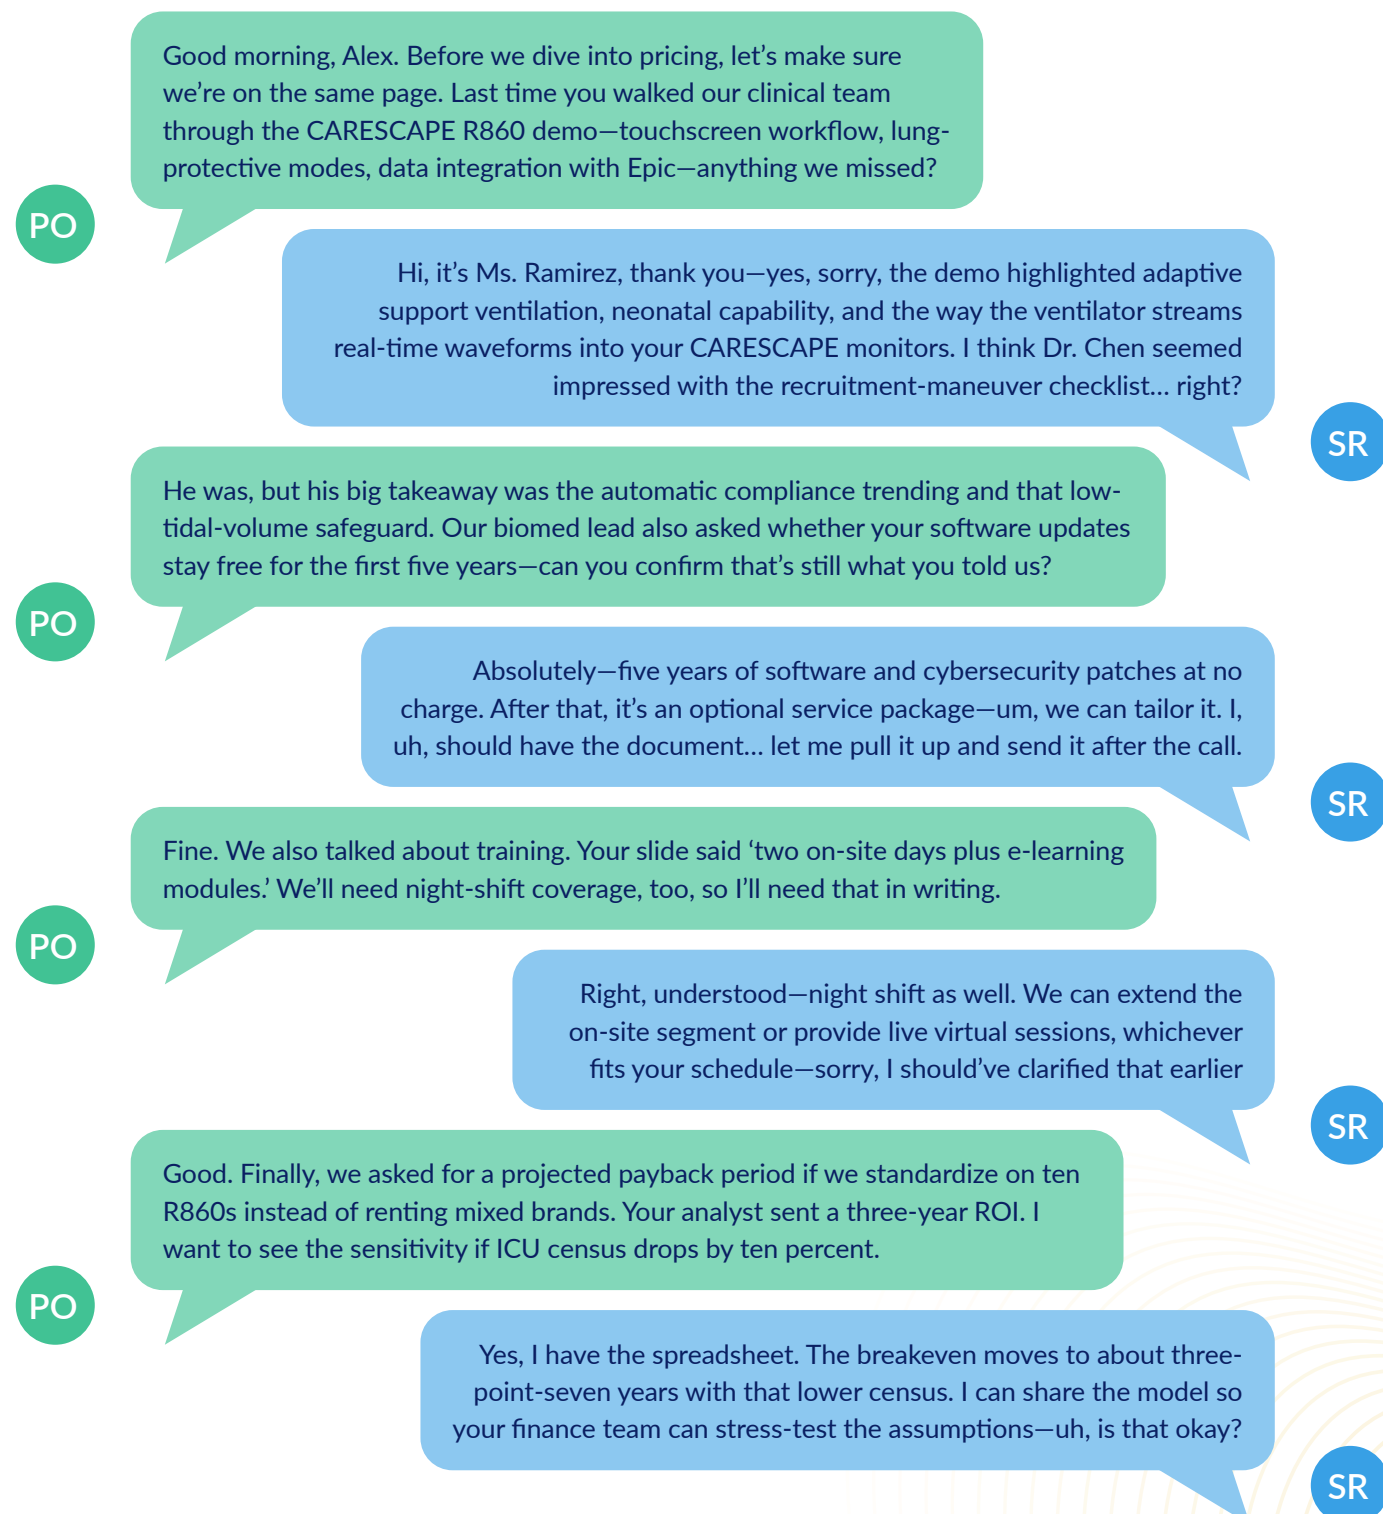 Good morning, Alex. Before we dive into pricing, let’s make sure
we’re on the same page. Last time you walked our clinical team
through the CARESCAPE R860 demo—touchscreen workflow, lung-
protective modes, data integration with Epic—anything we missed?
PO
Hi, it’s Ms. Ramirez, thank you—yes, sorry, the demo highlighted adaptive
support ventilation, neonatal capability, and the way the ventilator streams
real-time waveforms into your CARESCAPE monitors. I think Dr. Chen seemed
impressed with the recruitment-maneuver checklist... right?
SR
He was, but his big takeaway was the automatic compliance trending and that low-
tidal-volume safeguard. Our biomed lead also asked whether your software updates
stay free for the first five years—can you confirm that’s still what you told us?
PO
Absolutely—five years of software and cybersecurity patches at no
charge. After that, it’s an optional service package—um, we can tailor it. I,
uh, should have the document... let me pull it up and send it after the call.
SR
Fine. We also talked about training. Your slide said ‘two on-site days plus e-learning
modules.’ We’ll need night-shift coverage, too, so I’ll need that in writing.
PO
Right, understood—night shift as well. We can extend the
on-site segment or provide live virtual sessions, whichever
fits your schedule—sorry, I should’ve clarified that earlier
SR
Good. Finally, we asked for a projected payback period if we standardize on ten
R860s instead of renting mixed brands. Your analyst sent a three-year ROI. I
want to see the sensitivity if ICU census drops by ten percent.
PO
Yes, I have the spreadsheet. The breakeven moves to about three-
point-seven years with that lower census. I can share the model so
your finance team can stress-test the assumptions—uh, is that okay?
SR